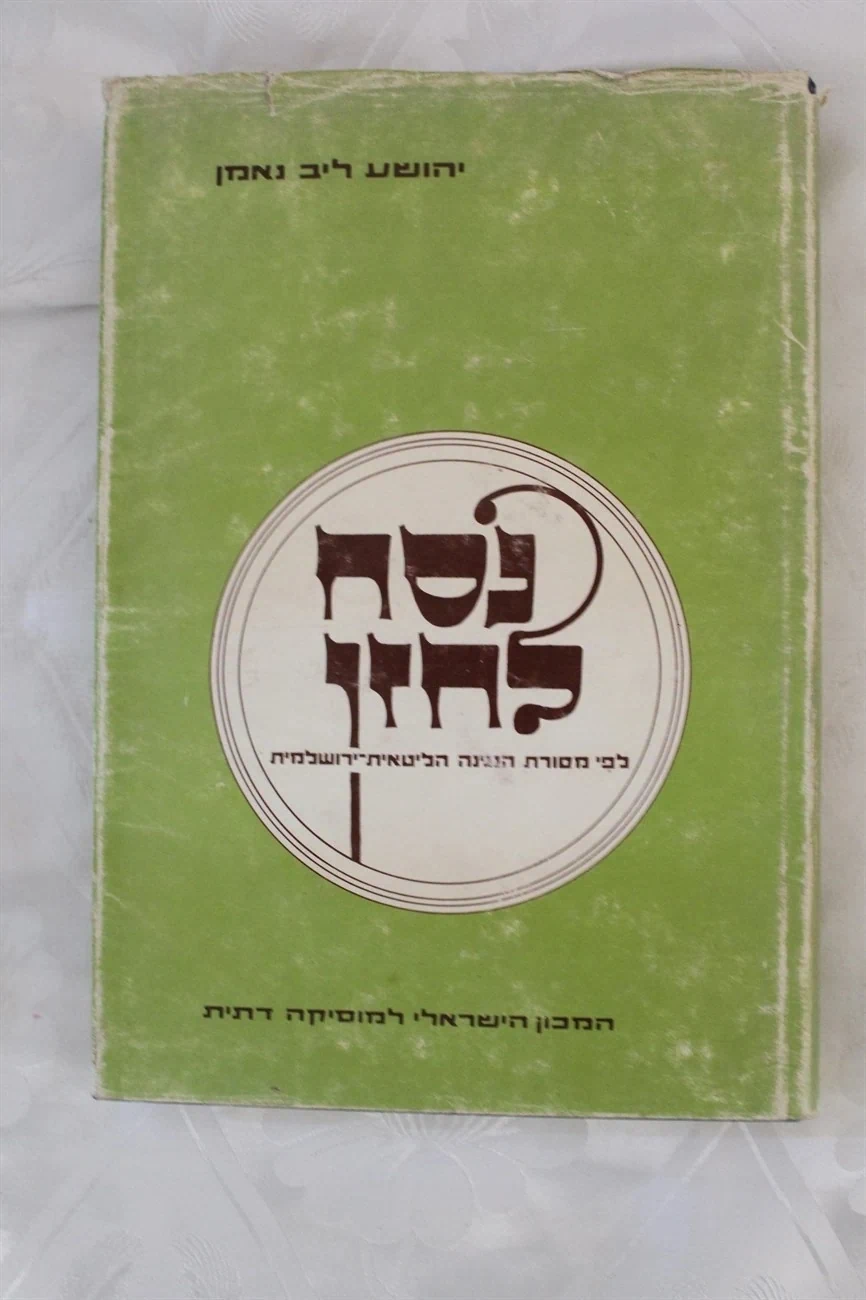 יהושע ליב נאמן
נסח
לחזן
לפי מסורת הנגינה הליטאית־ירושלמית
המכון הישראלי למוסיקה דתית